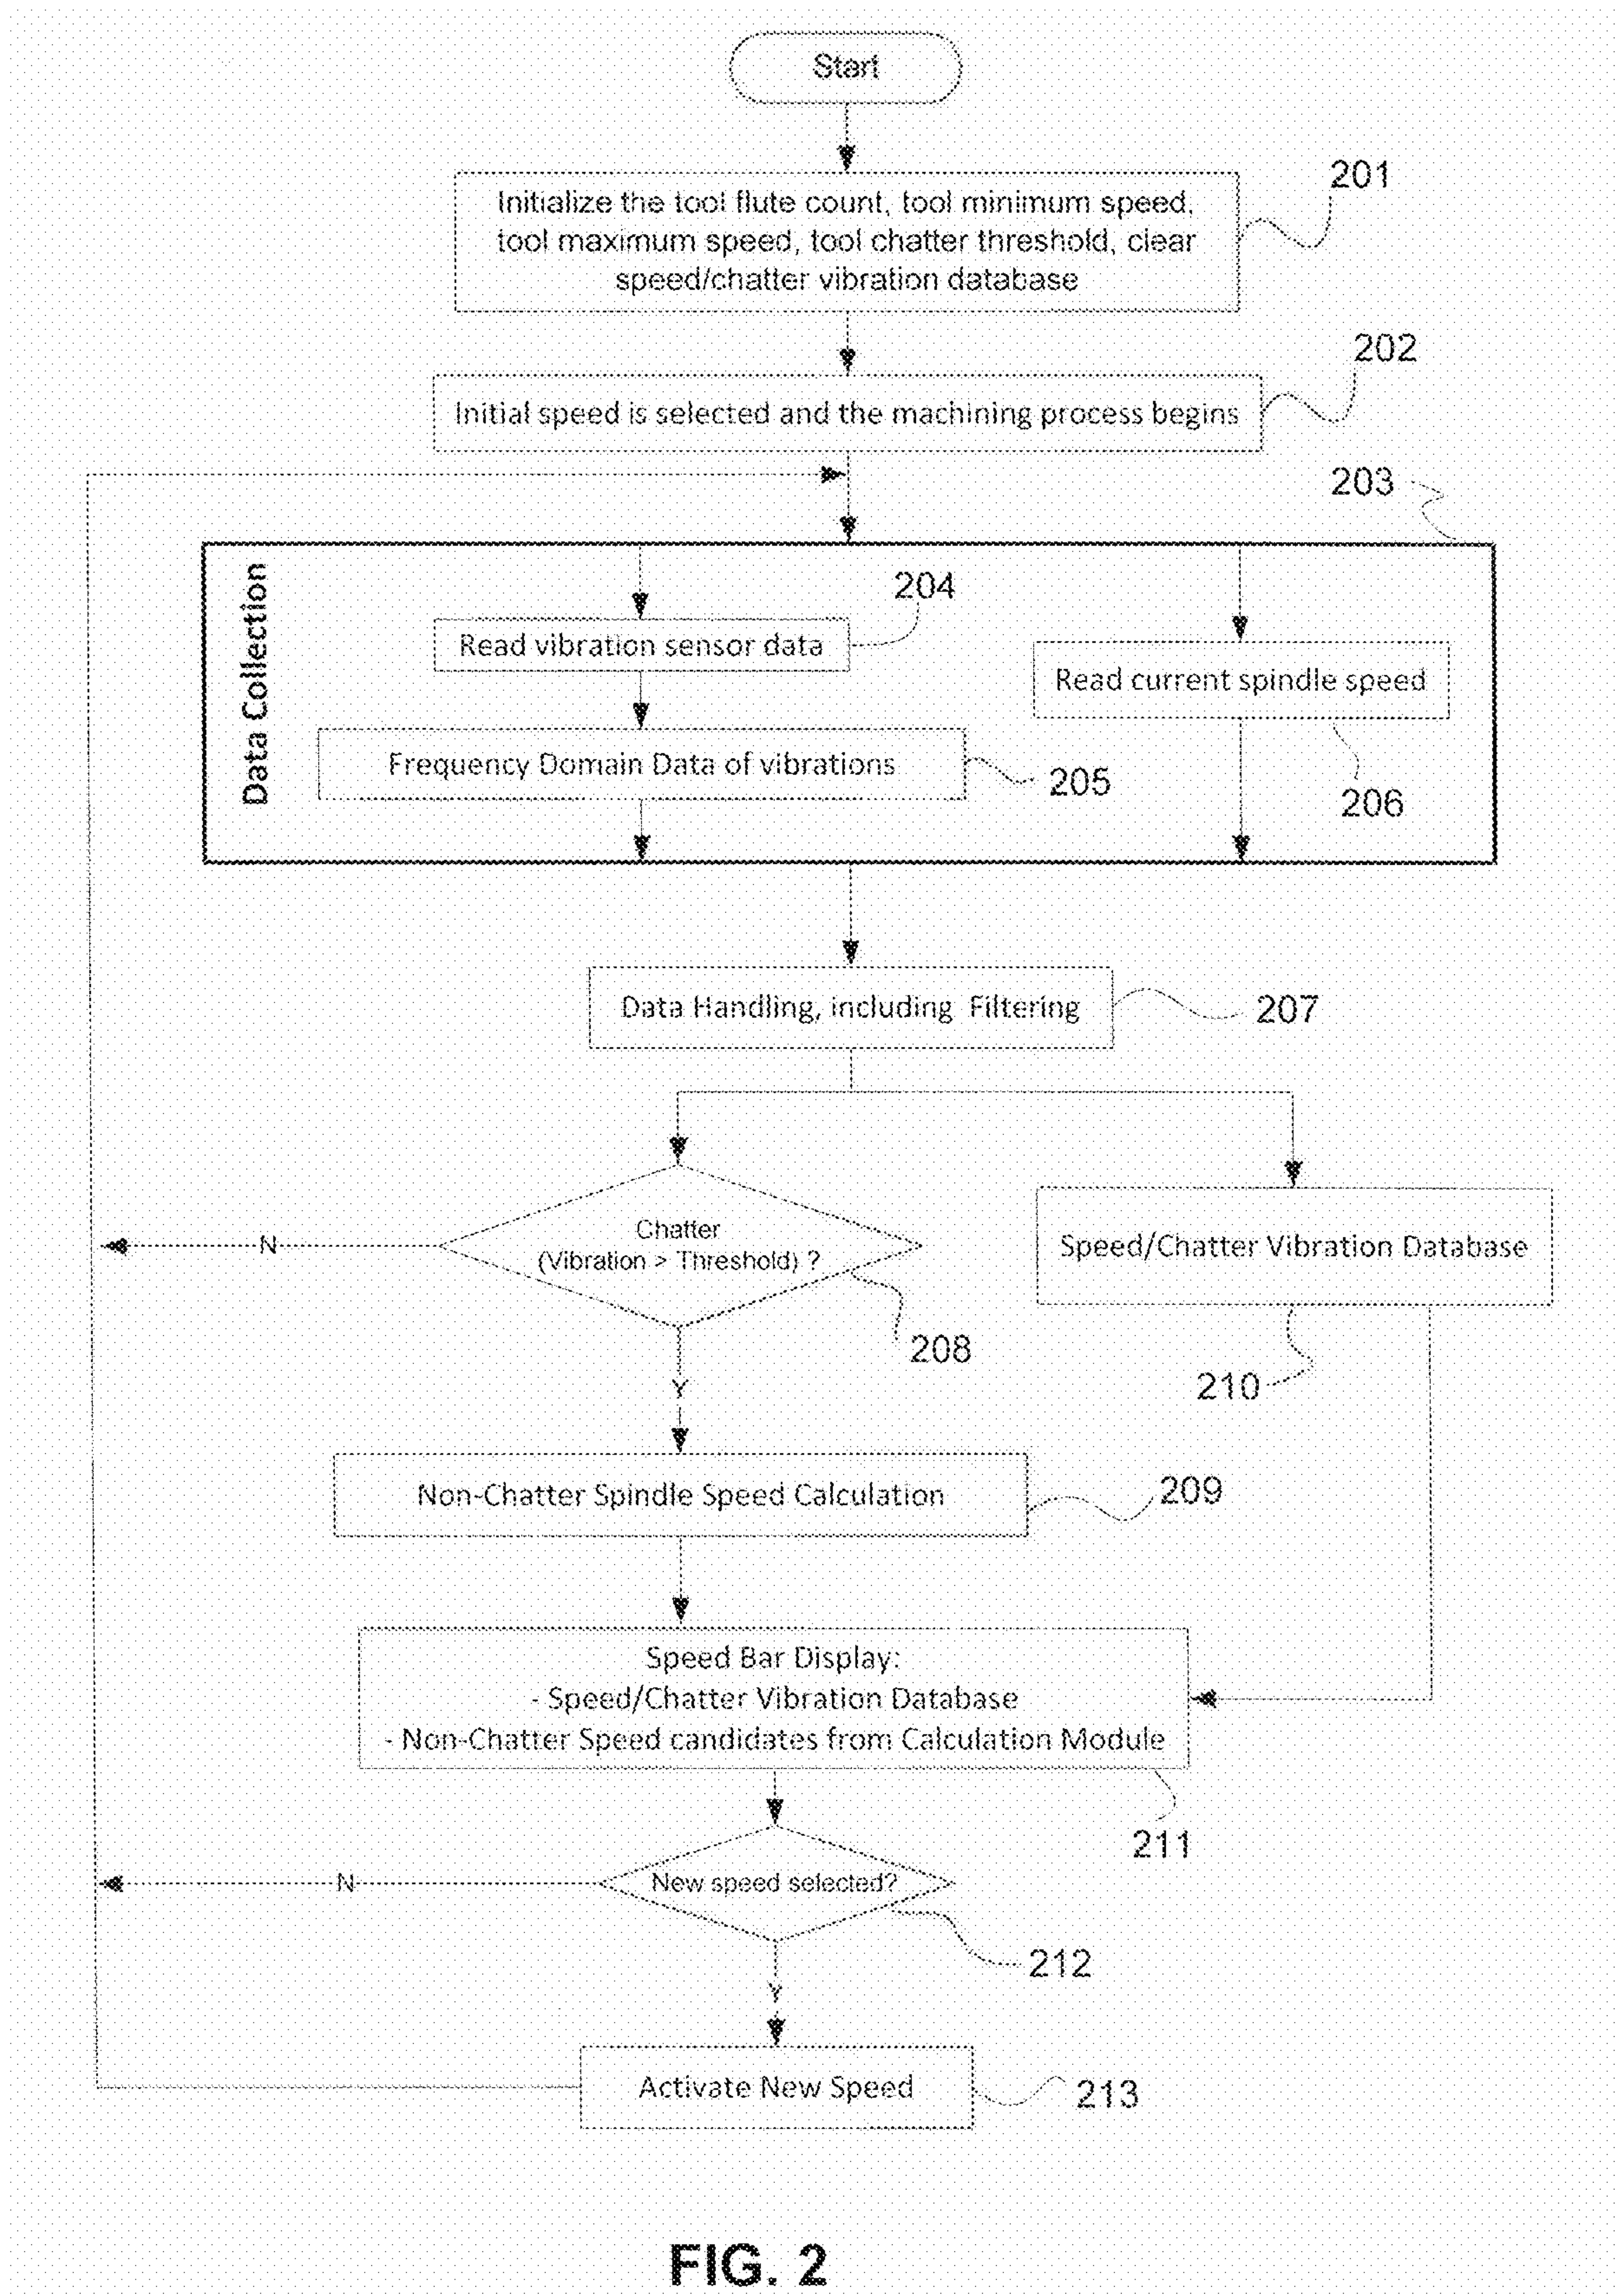 Start
201
Initialize the tool flute count, tool minimum speed,
tool maximum speed, tool chatter threshold, clear
speed/chatter vibration database
202
Initial speed is selected and the machining process begins
203
Data Collection
204
Read vibration sensor data
Read current spindle speed
Frequency Domain Data of vibrations
205
206
Data Handling, including Filtering
207
N
Chatter
(Vibration > Threshold) ?
208
Speed/Chatter Vibration Database
210
Y
Non-Chatter Spindle Speed Calculation
209
Speed Bar Display:
- Speed/Chatter Vibration Database
- Non-Chatter Speed candidates from Calculation Module
211
N
New speed selected?
212
Y
Activate New Speed
213
FIG. 2